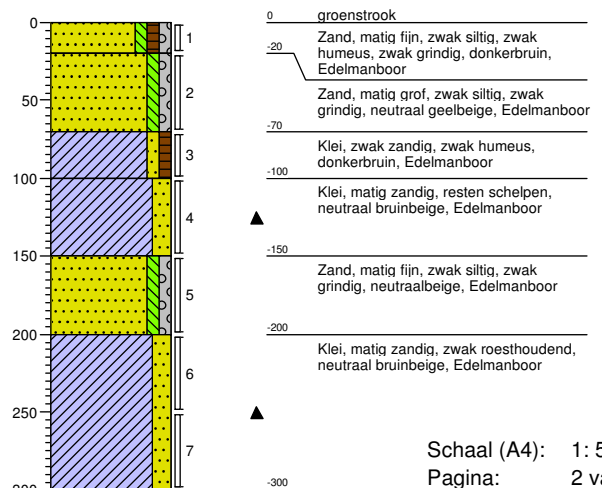 0
50
100
150
200
250
1
2
3
4
5
6
7
0 groenstrook
Zand, matig fijn, zwak siltig, zwak
humeus, zwak grindig, donkerbruin,
Edelmanboor
-20
Zand, matig grof, zwak siltig, zwak
grindig, neutraal geelbeige, Edelmanboor
-70
Klei, zwak zandig, zwak humeus,
donkerbruin, Edelmanboor
-100
Klei, matig zandig, resten schelpen,
neutraal bruinbeige, Edelmanboor
-150
Zand, matig fijn, zwak siltig, zwak
grindig, neutraalbeige, Edelmanboor
-200
Klei, matig zandig, zwak roesthoudend,
neutraal bruinbeige, Edelmanboor
-300
Schaal (A4): 1: 5
Pagina: 2 va